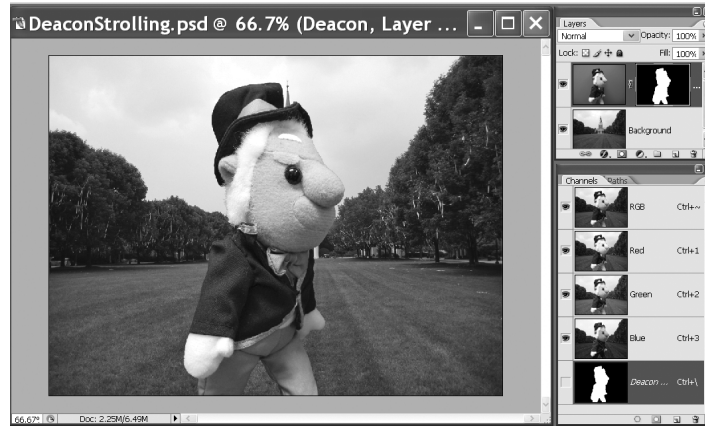 DeaconStrolling.psd @ 66.7% (Deacon, Layer ...
66.67%
Doc: 2.25M/6.49M
Layers
Normal
Opacity: 100%
Lock:
Fill: 100%
...
Background
Channels Paths
RGB Ctrl+~
Red Ctrl+1
Green Ctrl+2
Blue Ctrl+3
Deacon ... Ctrl+\